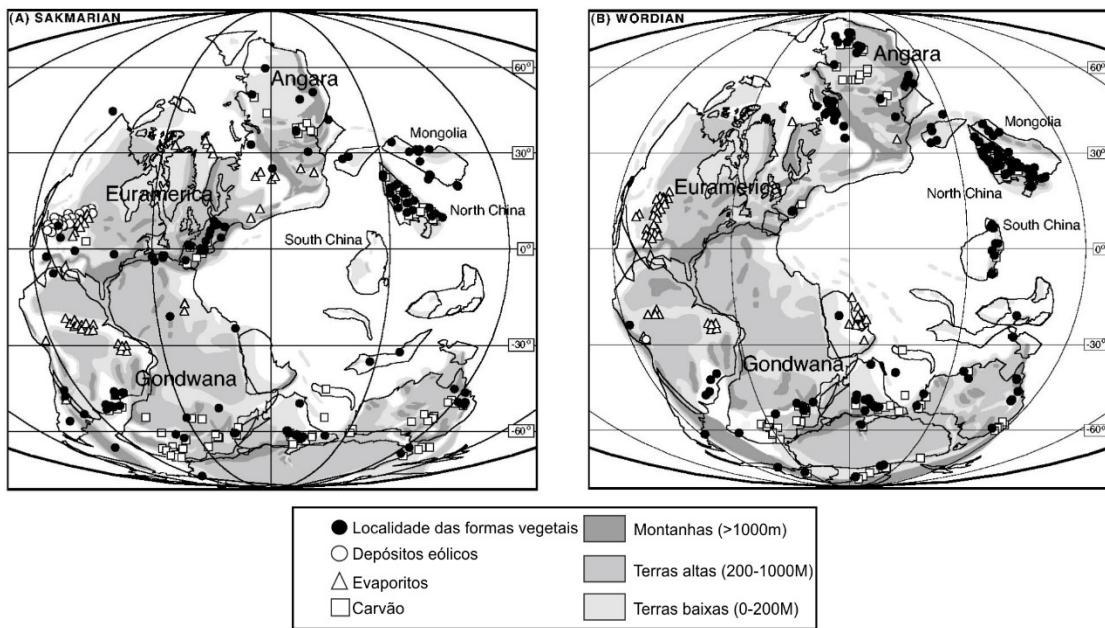 (A) SAKMARIAN
Angara
60°
Mongolia
30°
Euramerica
North China
South China
0°
-30°
Gondwana
-60°
(B) WORDIAN
Angara
60°
Mongolia
30°
Euramerica
North China
South China
0°
-30°
Gondwana
-60°
Localidade das formas vegetais
Depósitos eólicos
Evaporitos
Carvão
Montanhas (>1000m)
Terras altas (200-1000M)
Terras baixas (0-200M)